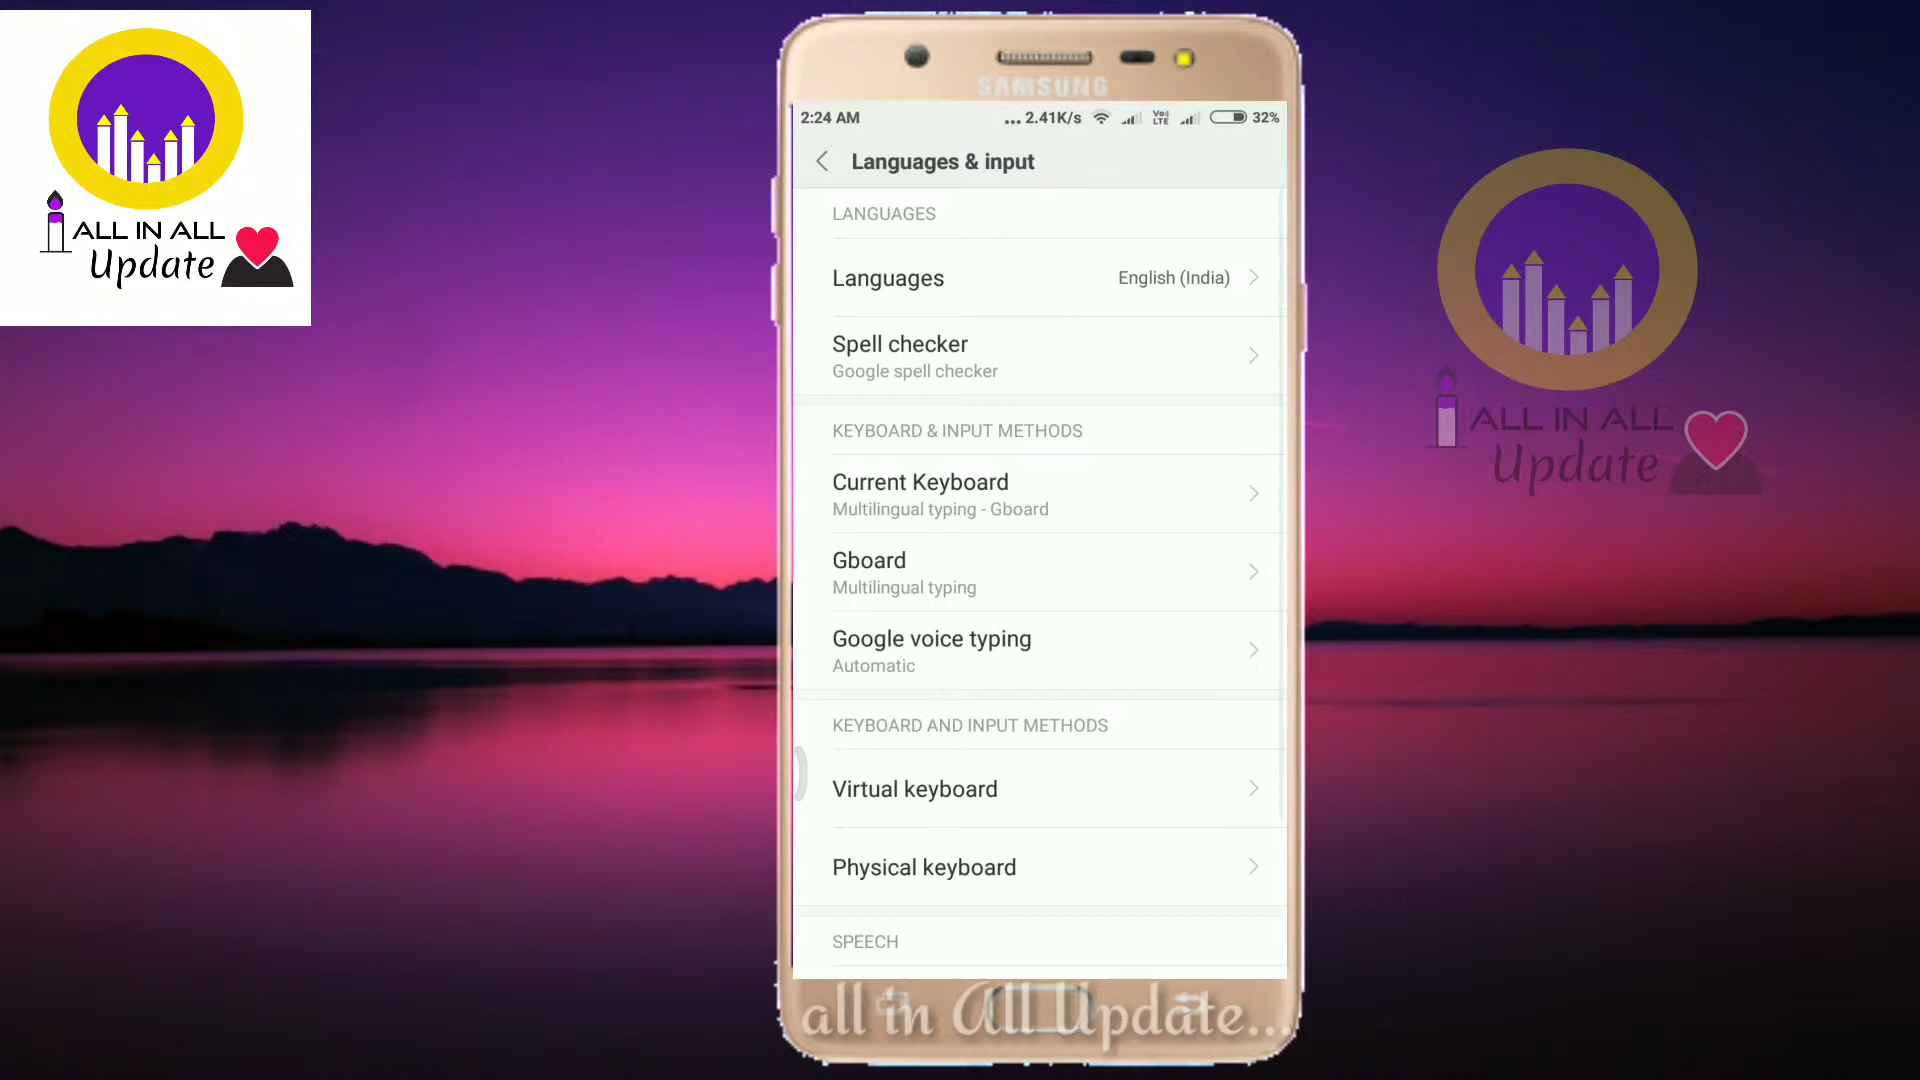 ALL IN ALL
Update
SAMSUNG
2:24 AM
... 2.41K/s
Vo)
LTE
32%
Languages & input
LANGUAGES
Languages
English (India)
Spell checker
Google spell checker
KEYBOARD & INPUT METHODS
Current Keyboard
Multilingual typing - Gboard
Gboard
Multilingual typing
Google voice typing
Automatic
KEYBOARD AND INPUT METHODS
Virtual keyboard
Physical keyboard
SPEECH
all in All Update...
ALL IN ALL
Update